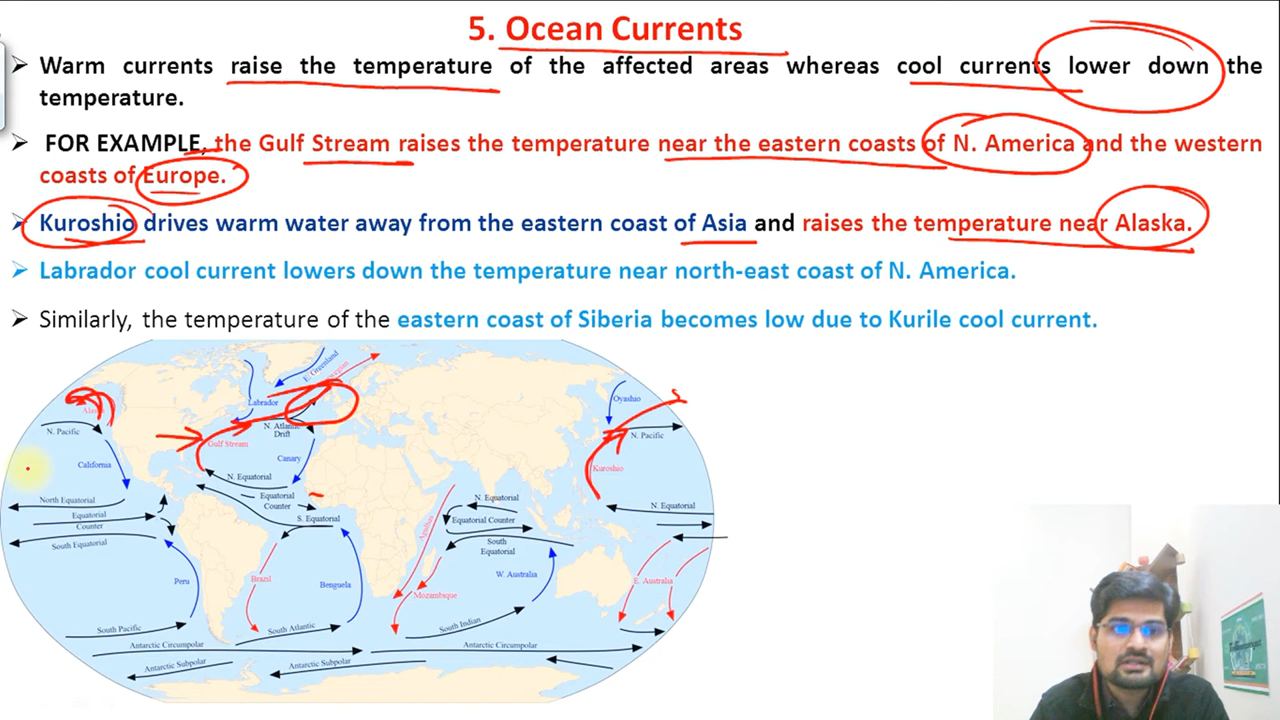 5. Ocean Currents
Warm currents raise the temperature of the affected areas whereas cool currents lower down the
temperature.
FOR EXAMPLE, the Gulf Stream raises the temperature near the eastern coasts of N. America and the western
coasts of Europe.
Kuroshio drives warm water away from the eastern coast of Asia and raises the temperature near Alaska.
Labrador cool current lowers down the temperature near north-east coast of N. America.
Similarly, the temperature of the eastern coast of Siberia becomes low due to Kurile cool current.
E. Greenland
Labrador
Oyashio
N. Pacific
N. Atlantic
Drift
N. Pacific
Gulf Stream
California
Canary
Kuroshio
N. Equatorial
North Equatorial
Equatorial
Counter
N. Equatorial
N. Equatorial
Equatorial
Counter
S. Equatorial
Equatorial Counter
South Equatorial
South
Equatorial
Agulhas
Peru
Brazil
Benguela
W. Australia
E. Australia
Mozambique
South Pacific
South Atlantic
South Indian
Antarctic Circumpolar
Antarctic Circumpolar
Antarctic Subpolar
Antarctic Subpolar